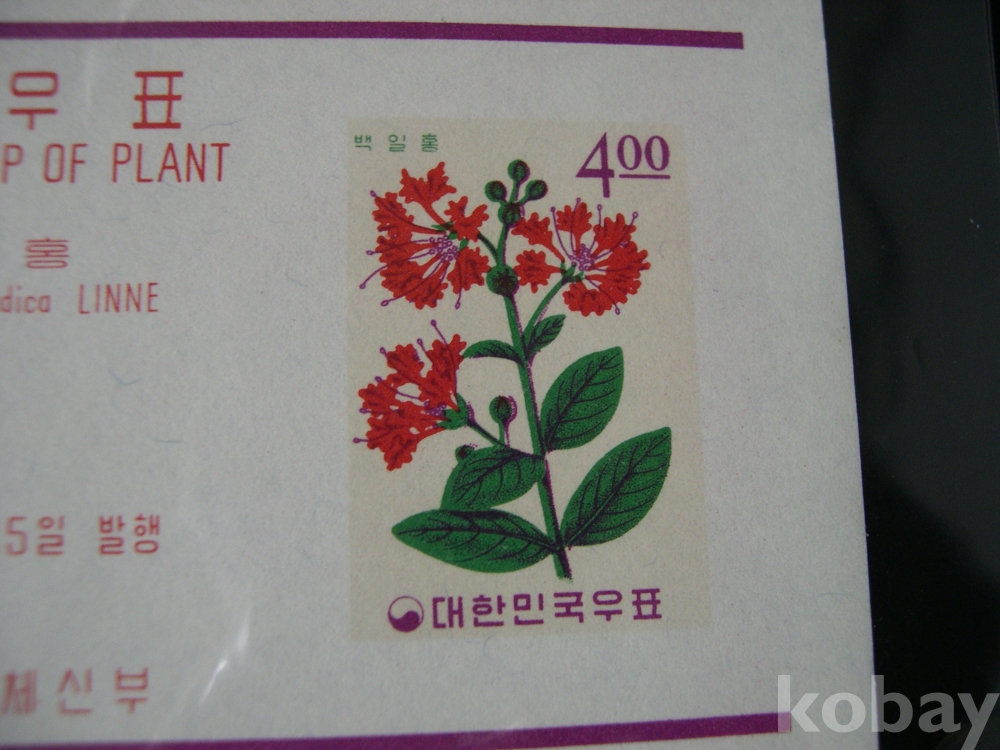 우 표
P OF PLANT
홍
dica LINNE
5일 발행
체 신 부
백 일 홍
4.00
대한민국우표
kobay